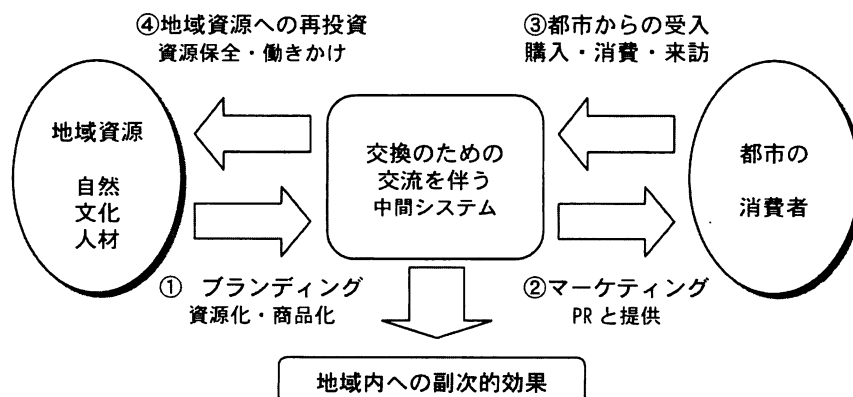 ④地域資源への再投資
資源保全・働きかけ
③都市からの受入
購入・消費・来訪
地域資源
自然
文化
人材
交換のための
交流を伴う
中間システム
都市の
消費者
① ブランディング
資源化・商品化
②マーケティング
PRと提供
地域内への副次的効果